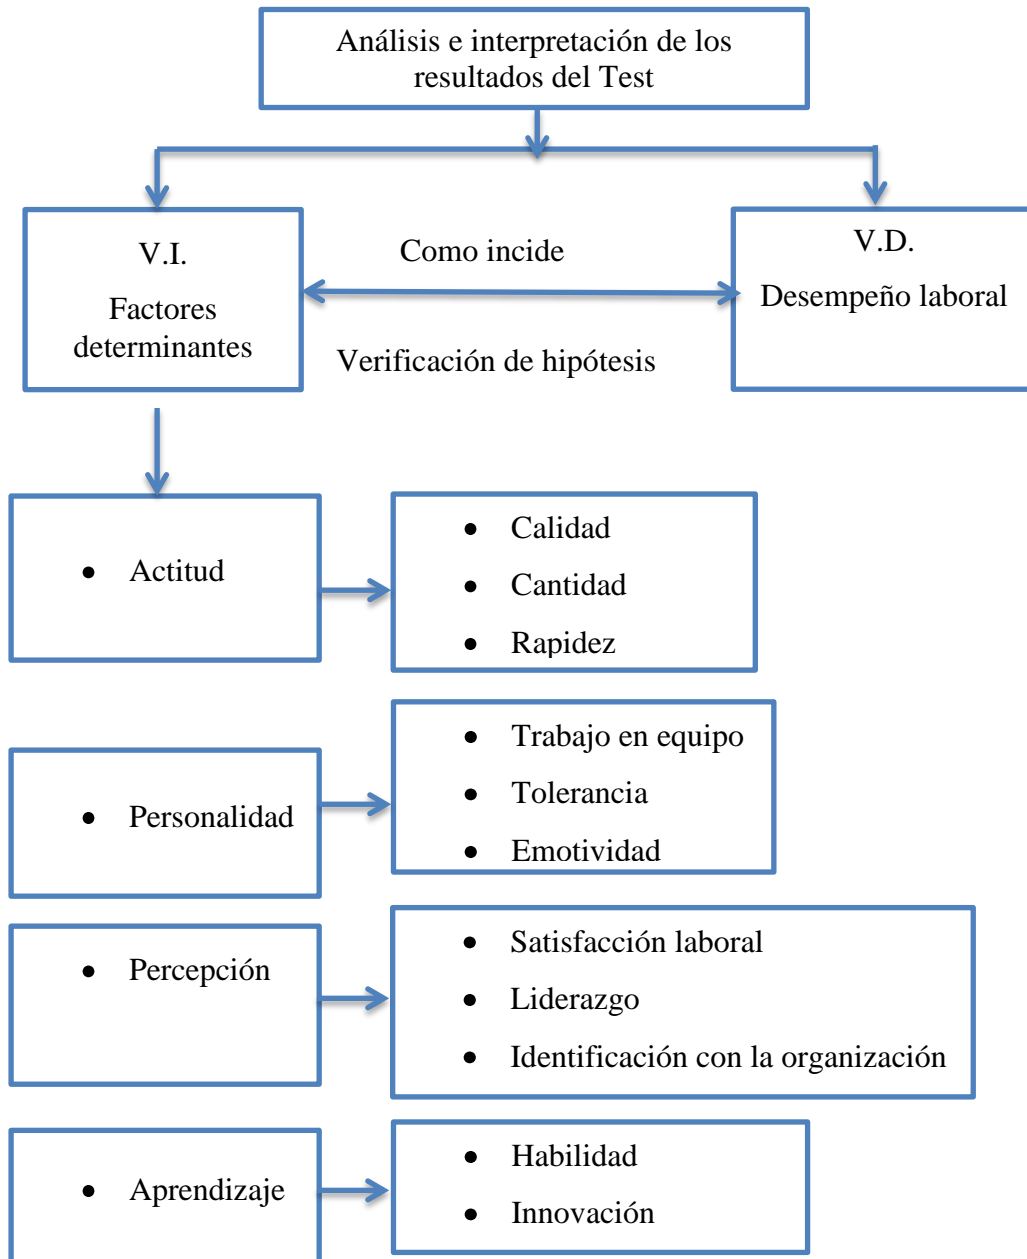 Análisis e interpretación de los
resultados del Test
V.I.
Factores
determinantes
Como incide
Verificación de hipótesis
V.D.
Desempeño laboral
• Actitud
• Calidad
• Cantidad
• Rapidez
• Personalidad
• Trabajo en equipo
• Tolerancia
• Emotividad
• Percepción
• Satisfacción laboral
• Liderazgo
• Identificación con la organización
• Aprendizaje
• Habilidad
• Innovación